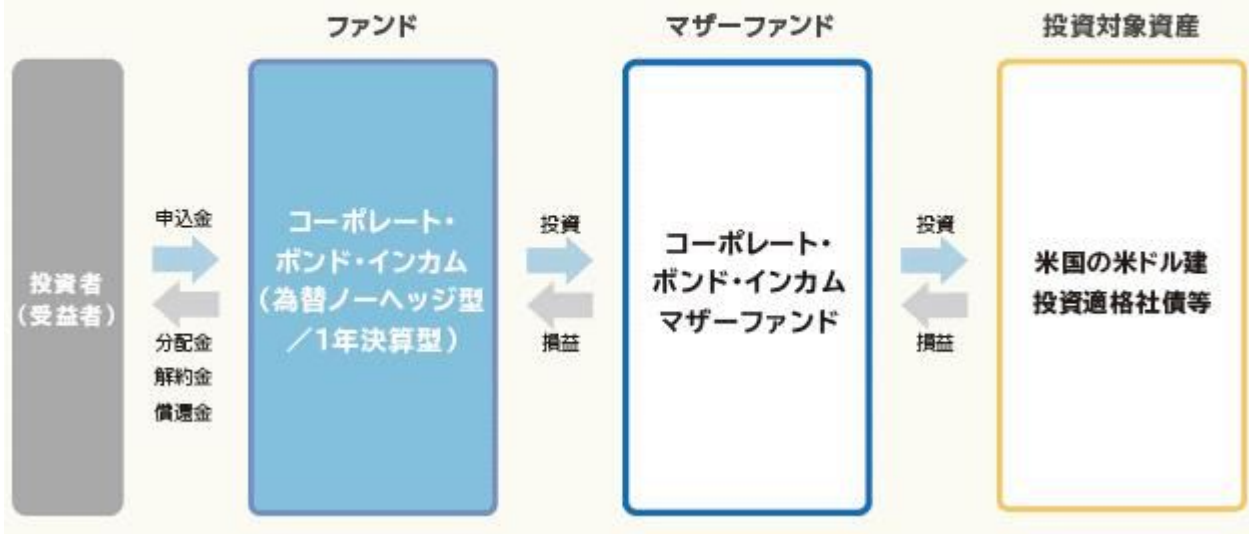 ファンド
マザーファンド
投資対象資産
投資者
(受益者)
申込金
分配金
解約金
償還金
コーポレート・
ボンド・インカム
(為替ノーヘッジ型
/1年決算型)
投資
損益
コーポレート・
ボンド・インカム
マザーファンド
投資
損益
米国の米ドル建
投資適格社債等